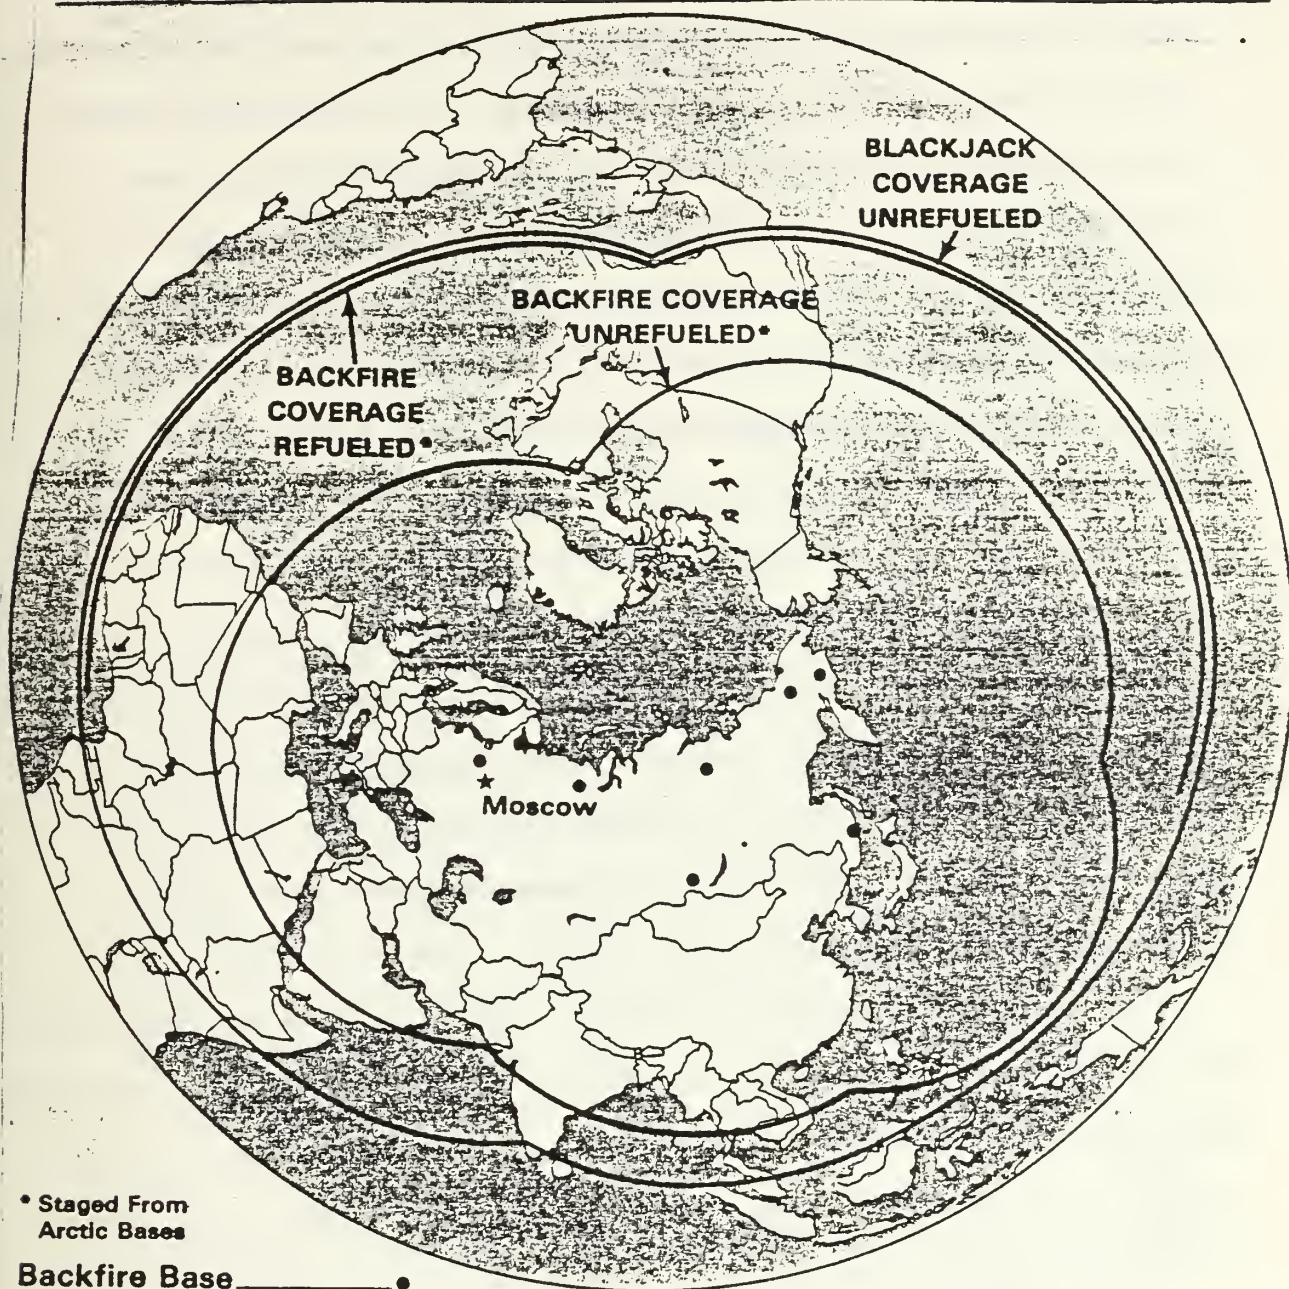 BLACKJACK
COVERAGE
UNREFUELED
BACKFIRE COVERAGE
UNREFUELED*
BACKFIRE
COVERAGE
REFUELED*
Moscow
* Staged From
Arctic Bases
Backfire Base